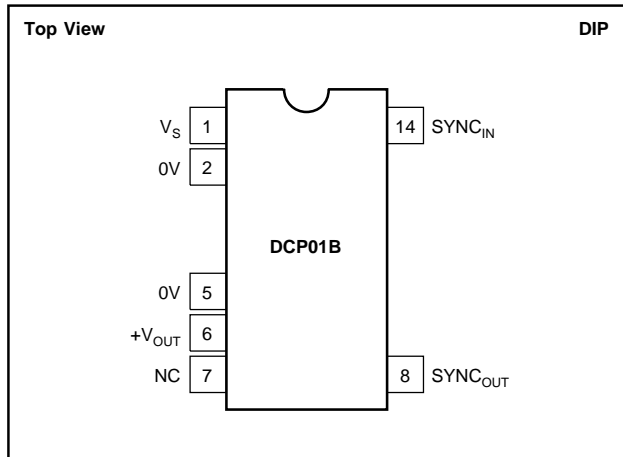 Top View DIP
V_S 1 14 SYNC_IN
0V 2
DCP01B
0V 5
+V_OUT 6
NC 7 8 SYNC_OUT